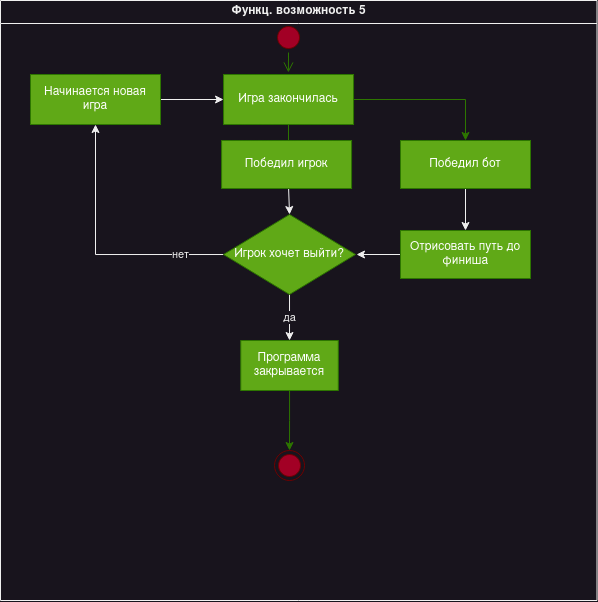 Функц. возможность 5
Начинается новая
игра
Игра закончилась
Победил игрок
Победил бот
Игрок хочет выйти?
Отрисовать путь до
финиша
нет
да
Программа
закрывается